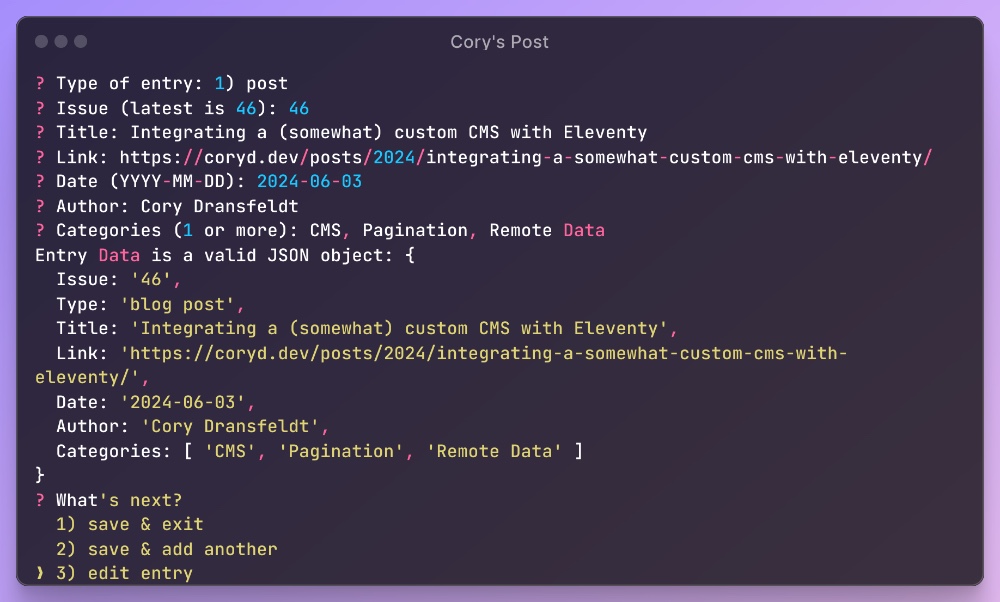 Cory's Post
? Type of entry: 1) post
? Issue (latest is 46): 46
? Title: Integrating a (somewhat) custom CMS with Eleventy
? Link: https://coryd.dev/posts/2024/integrating-a-somewhat-custom-cms-with-eleventy/
? Date (YYYY-MM-DD): 2024-06-03
? Author: Cory Dransfeldt
? Categories (1 or more): CMS, Pagination, Remote Data
Entry Data is a valid JSON object: {
  Issue: '46',
  Type: 'blog post',
  Title: 'Integrating a (somewhat) custom CMS with Eleventy',
  Link: 'https://coryd.dev/posts/2024/integrating-a-somewhat-custom-cms-with-
eleventy/',
  Date: '2024-06-03',
  Author: 'Cory Dransfeldt',
  Categories: [ 'CMS', 'Pagination', 'Remote Data' ]
}
? What's next?
  1) save & exit
  2) save & add another
❯ 3) edit entry